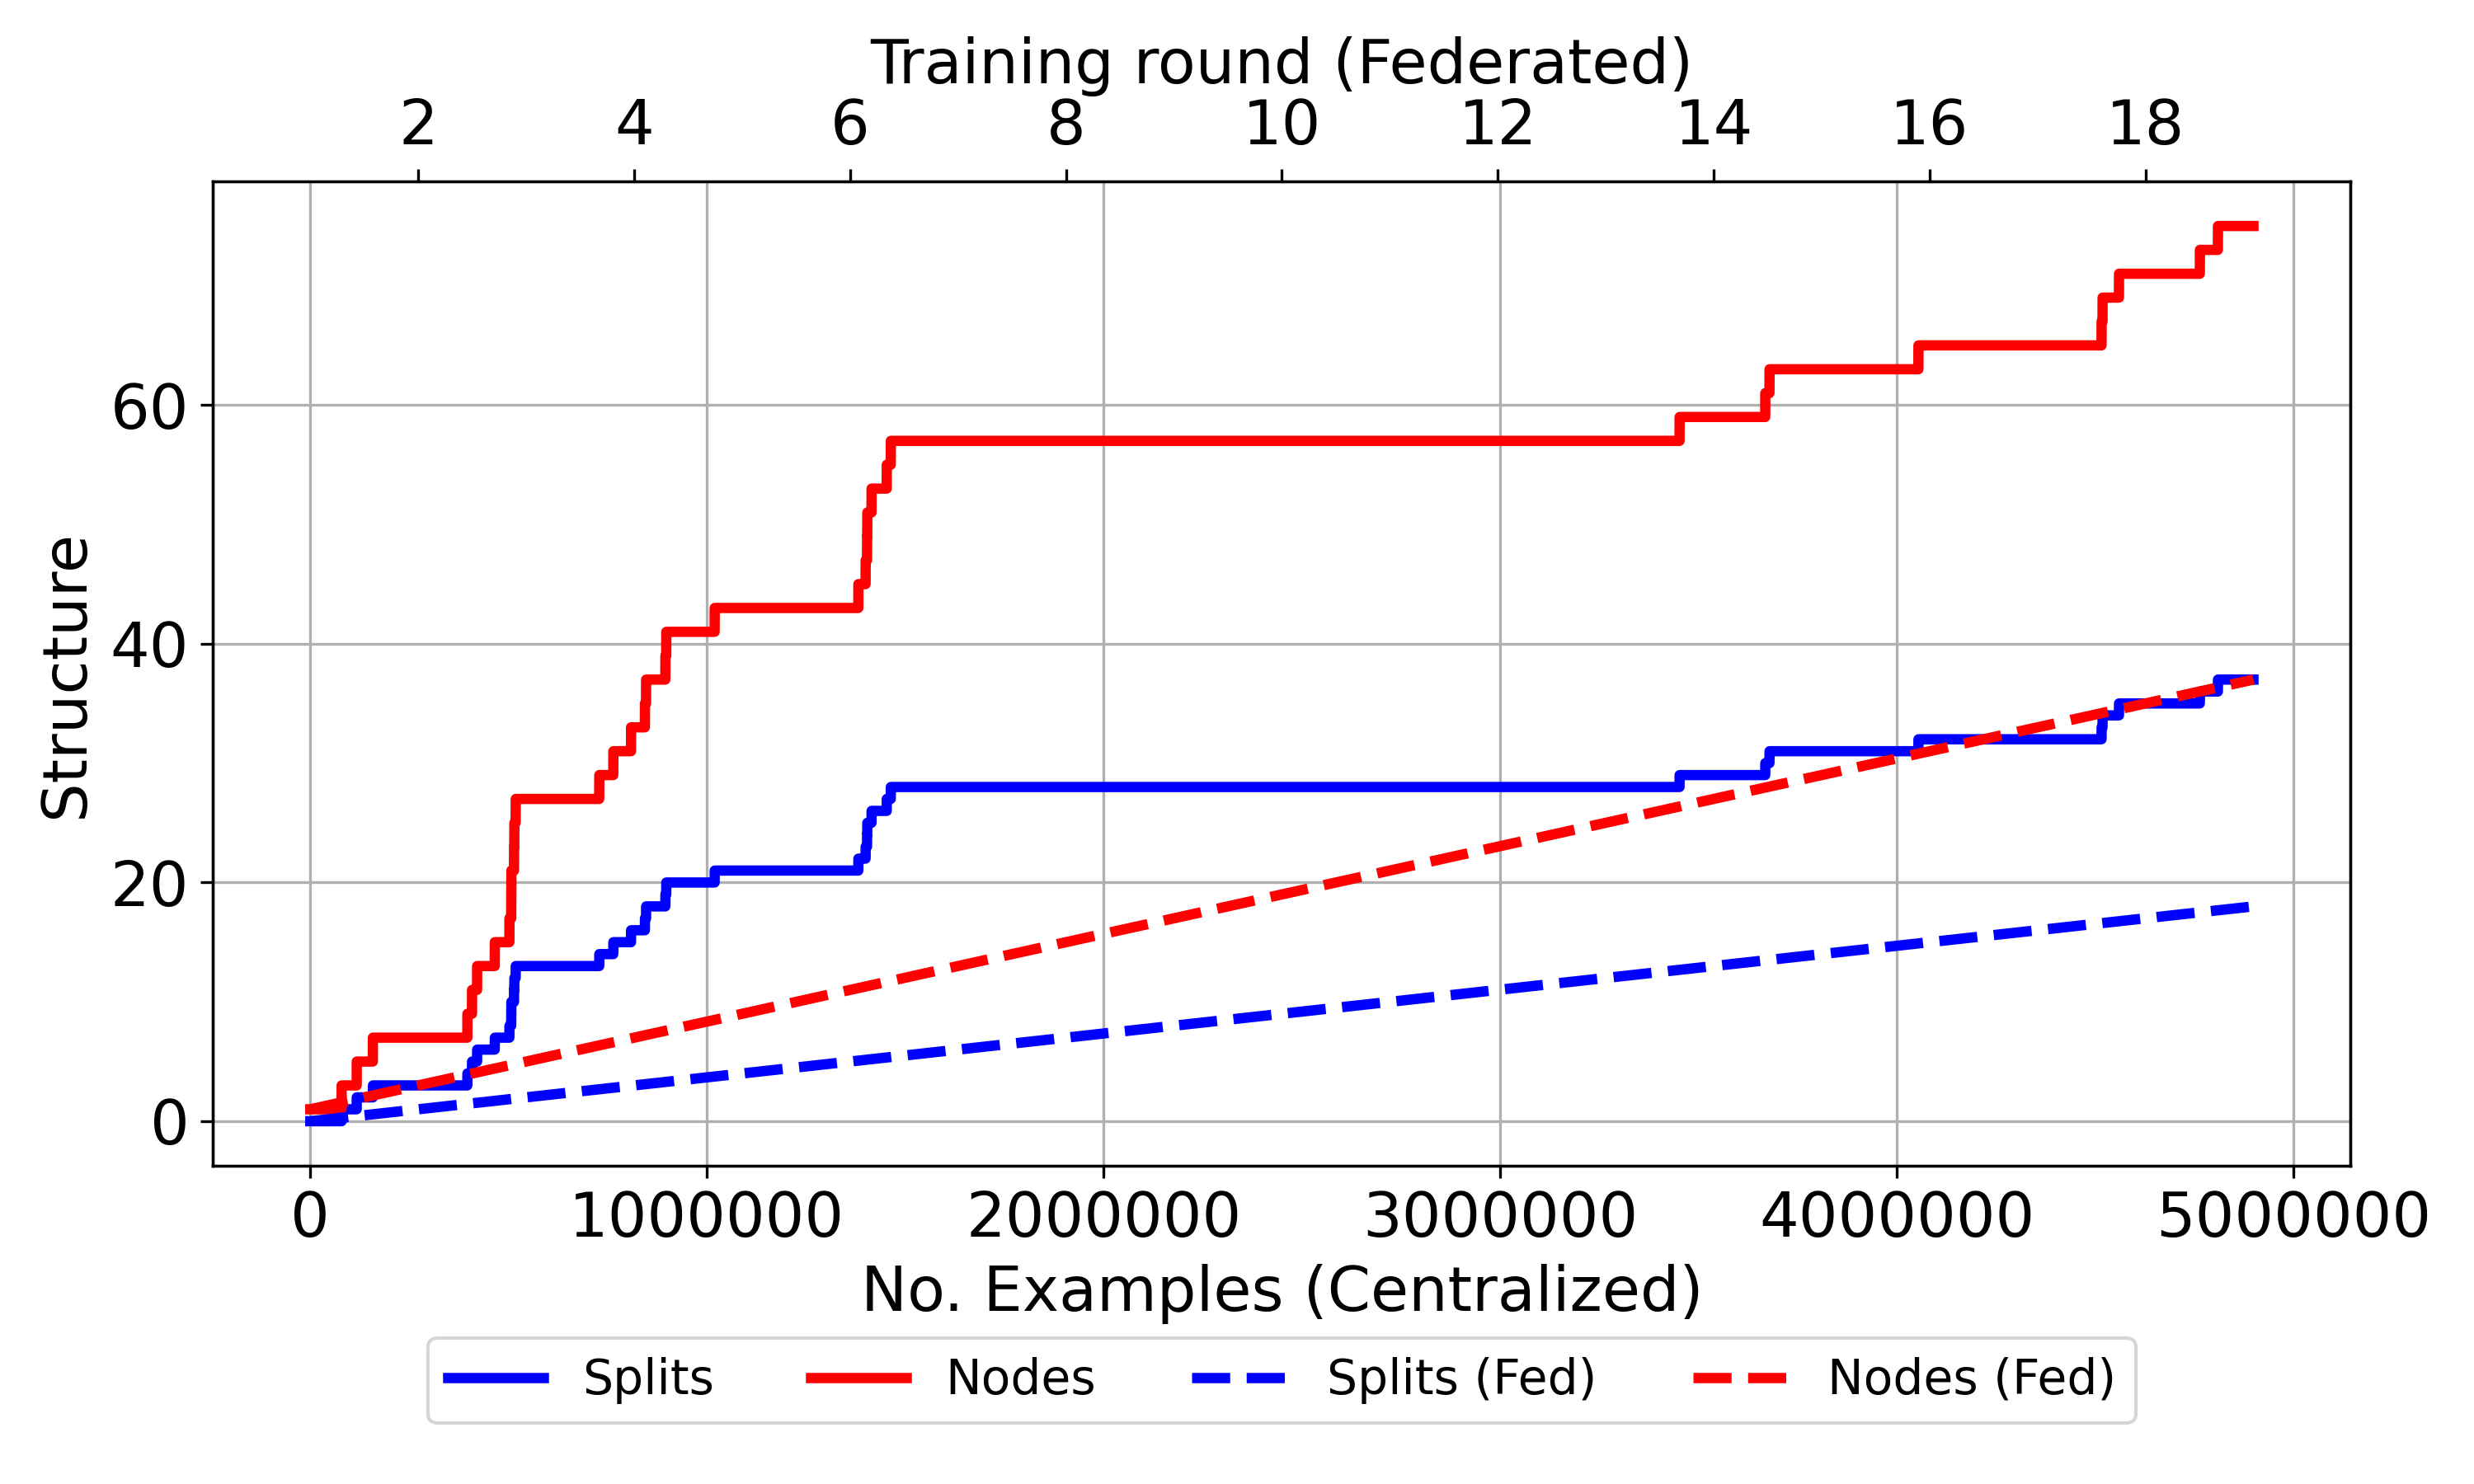 Training round (Federated)
2 4 6 8 10 12 14 16 18
Structure
60
40
20
0
0 1000000 2000000 3000000 4000000 5000000
No. Examples (Centralized)
Splits Nodes Splits (Fed) Nodes (Fed)